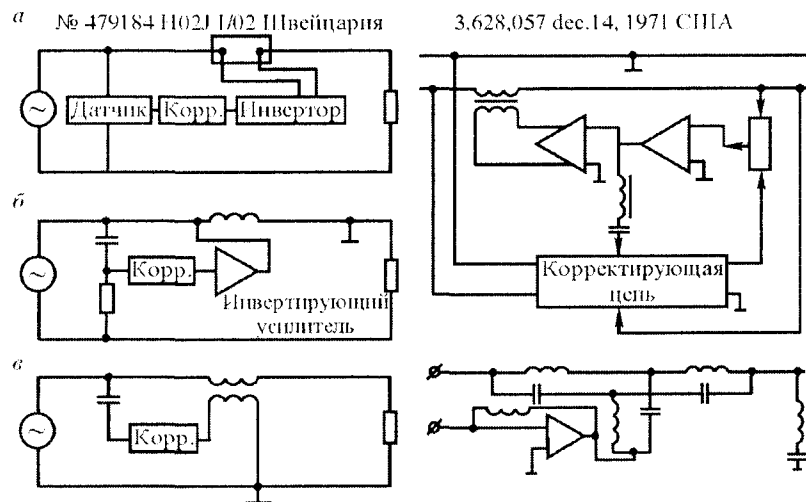 а
№ 479184 H02J 1/02 Швейцария
3,628,057 dec.14, 1971 США
Датчик
Корр.
Инвертор
б
Корр.
Инвертирующий
усилитель
Корректирующая
цепь
в
Корр.